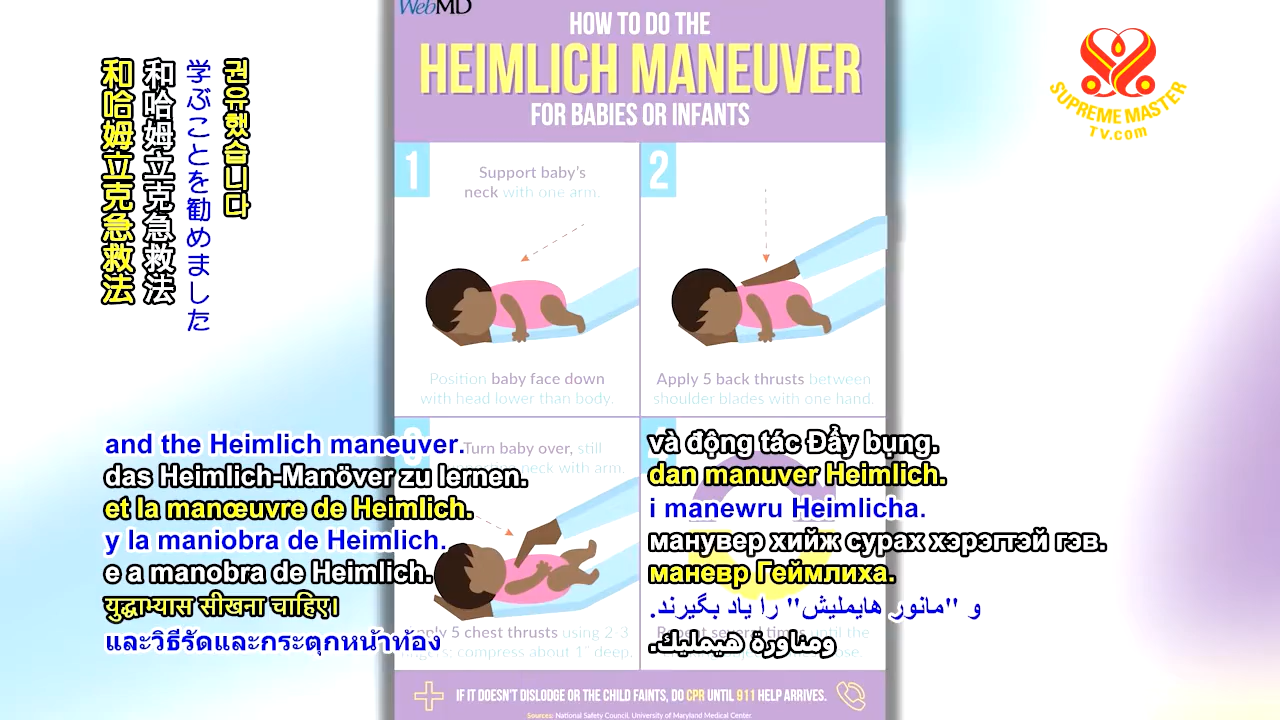 WebMD
HOW TO DO THE
HEIMLICH MANEUVER
FOR BABIES OR INFANTS
SUPREME MASTER
TV.com
권유했습니다
学ぶことを勧めました
和哈姆立克急救法
和哈姆立克急救法
1
Support baby's
neck with one arm.
Position baby face down
with head lower than body.
2
Apply 5 back thrusts between
shoulder blades with one hand.
Turn baby over, still
neck with arm.
5 chest thrusts using 2-3
compress about 1" deep.
Repeat several times until the
and the Heimlich maneuver.
das Heimlich-Manöver zu lernen.
et la manœuvre de Heimlich.
y la maniobra de Heimlich.
e a manobra de Heimlich.
युद्धाभ्यास सीखना चाहिए।
และวิธีรัดและกระตุกหน้าท้อง
và động tác Đẩy bụng.
dan manuver Heimlich.
i manewru Heimlicha.
манувер хийж сурах хэрэгтэй гэв.
маневр Геймлиха.
و "مانور هایملیش" را یاد بگیرند.
ومناورة هيمليك.
IF IT DOESN'T DISLODGE OR THE CHILD FAINTS, DO CPR UNTIL 911 HELP ARRIVES.
Sources: National Safety Council, University of Maryland Medical Center